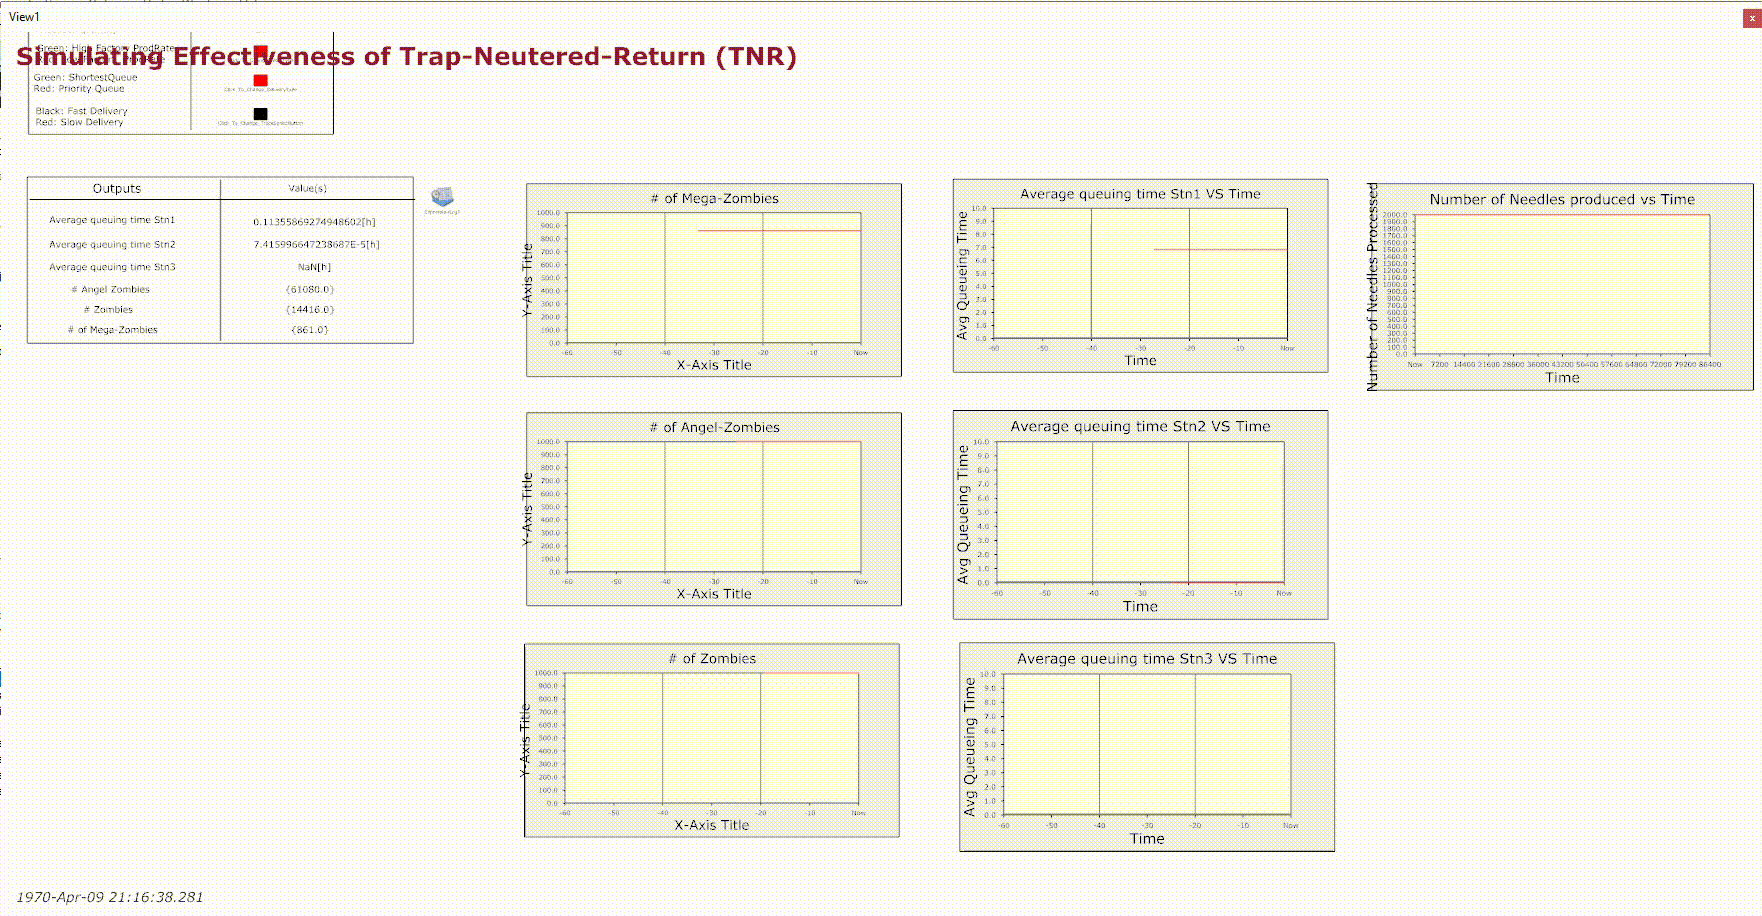 View1
x
Simulating Effectiveness of Trap-Neutered-Return (TNR)
Green: High Factory ProdRate
Green: ShortestQueue
Red: Priority Queue
Click_To_Change_DeliveryType
Black: Fast Delivery
Red: Slow Delivery
Outputs Value(s)
Average queuing time Stn1 0.11355869274948602[h]
Average queuing time Stn2 7.415996647238687E-5[h]
Average queuing time Stn3 NaN[h]
# Angel Zombies {61080.0}
# Zombies {14416.0}
# of Mega-Zombies {861.0}
# of Mega-Zombies
Y-Axis Title
1000.0
900.0
800.0
700.0
600.0
500.0
400.0
300.0
200.0
100.0
0.0
-60 -50 -40 -30 -20 -10 Now
X-Axis Title
Average queuing time Stn1 VS Time
Avg Queueing Time
10.0
9.0
8.0
7.0
6.0
5.0
4.0
3.0
2.0
1.0
0.0
-60 -50 -40 -30 -20 -10 Now
Time
Number of Needles produced vs Time
Number of Needles Processed
2000.0
1900.0
1800.0
1700.0
1600.0
1500.0
1400.0
1300.0
1200.0
1100.0
1000.0
900.0
800.0
700.0
600.0
500.0
400.0
300.0
200.0
100.0
0.0
Now 7200 14400 21600 28800 36000 43200 50400 57600 64800 72000 79200 86400
Time
# of Angel-Zombies
Y-Axis Title
1000.0
900.0
800.0
700.0
600.0
500.0
400.0
300.0
200.0
100.0
0.0
-60 -50 -40 -30 -20 -10 Now
X-Axis Title
Average queuing time Stn2 VS Time
Avg Queueing Time
10.0
9.0
8.0
7.0
6.0
5.0
4.0
3.0
2.0
1.0
0.0
-60 -50 -40 -30 -20 -10 Now
Time
# of Zombies
Y-Axis Title
1000.0
900.0
800.0
700.0
600.0
500.0
400.0
300.0
200.0
100.0
0.0
-60 -50 -40 -30 -20 -10 Now
X-Axis Title
Average queuing time Stn3 VS Time
Avg Queueing Time
10.0
9.0
8.0
7.0
6.0
5.0
4.0
3.0
2.0
1.0
0.0
-60 -50 -40 -30 -20 -10 Now
Time
1970-Apr-09 21:16:38.281